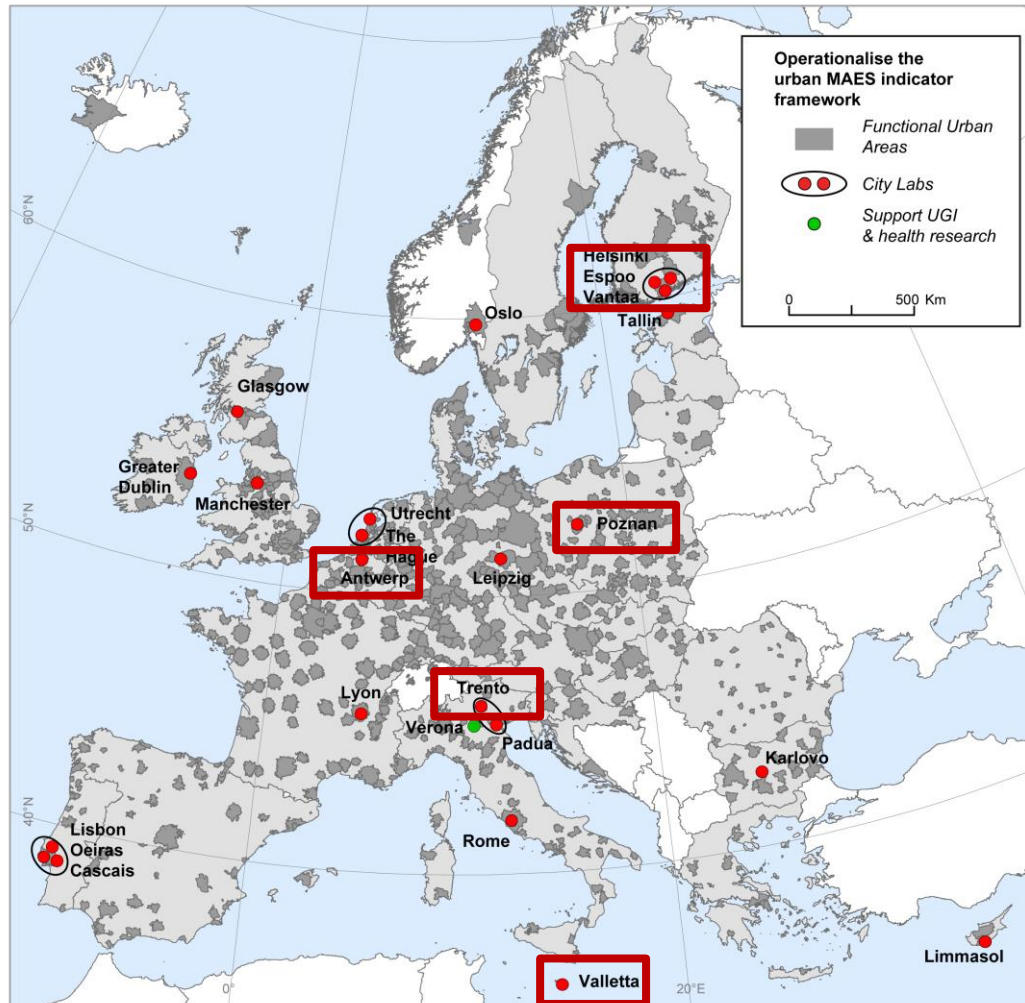 Operationalise the
urban MAES indicator
framework
Functional Urban
Areas
City Labs
Support UGI
& health research
0 500 Km
60°N
50°N
40°N
0°
20°E
Helsinki
Espoo
Vantaa
Tallin
Oslo
Glasgow
Greater
Dublin
Manchester
Utrecht
The
Hague
Antwerp
Poznan
Leipzig
Lyon
Trento
Verona
Padua
Karlovo
Rome
Lisbon
Oeiras
Cascais
Valletta
Limmasol